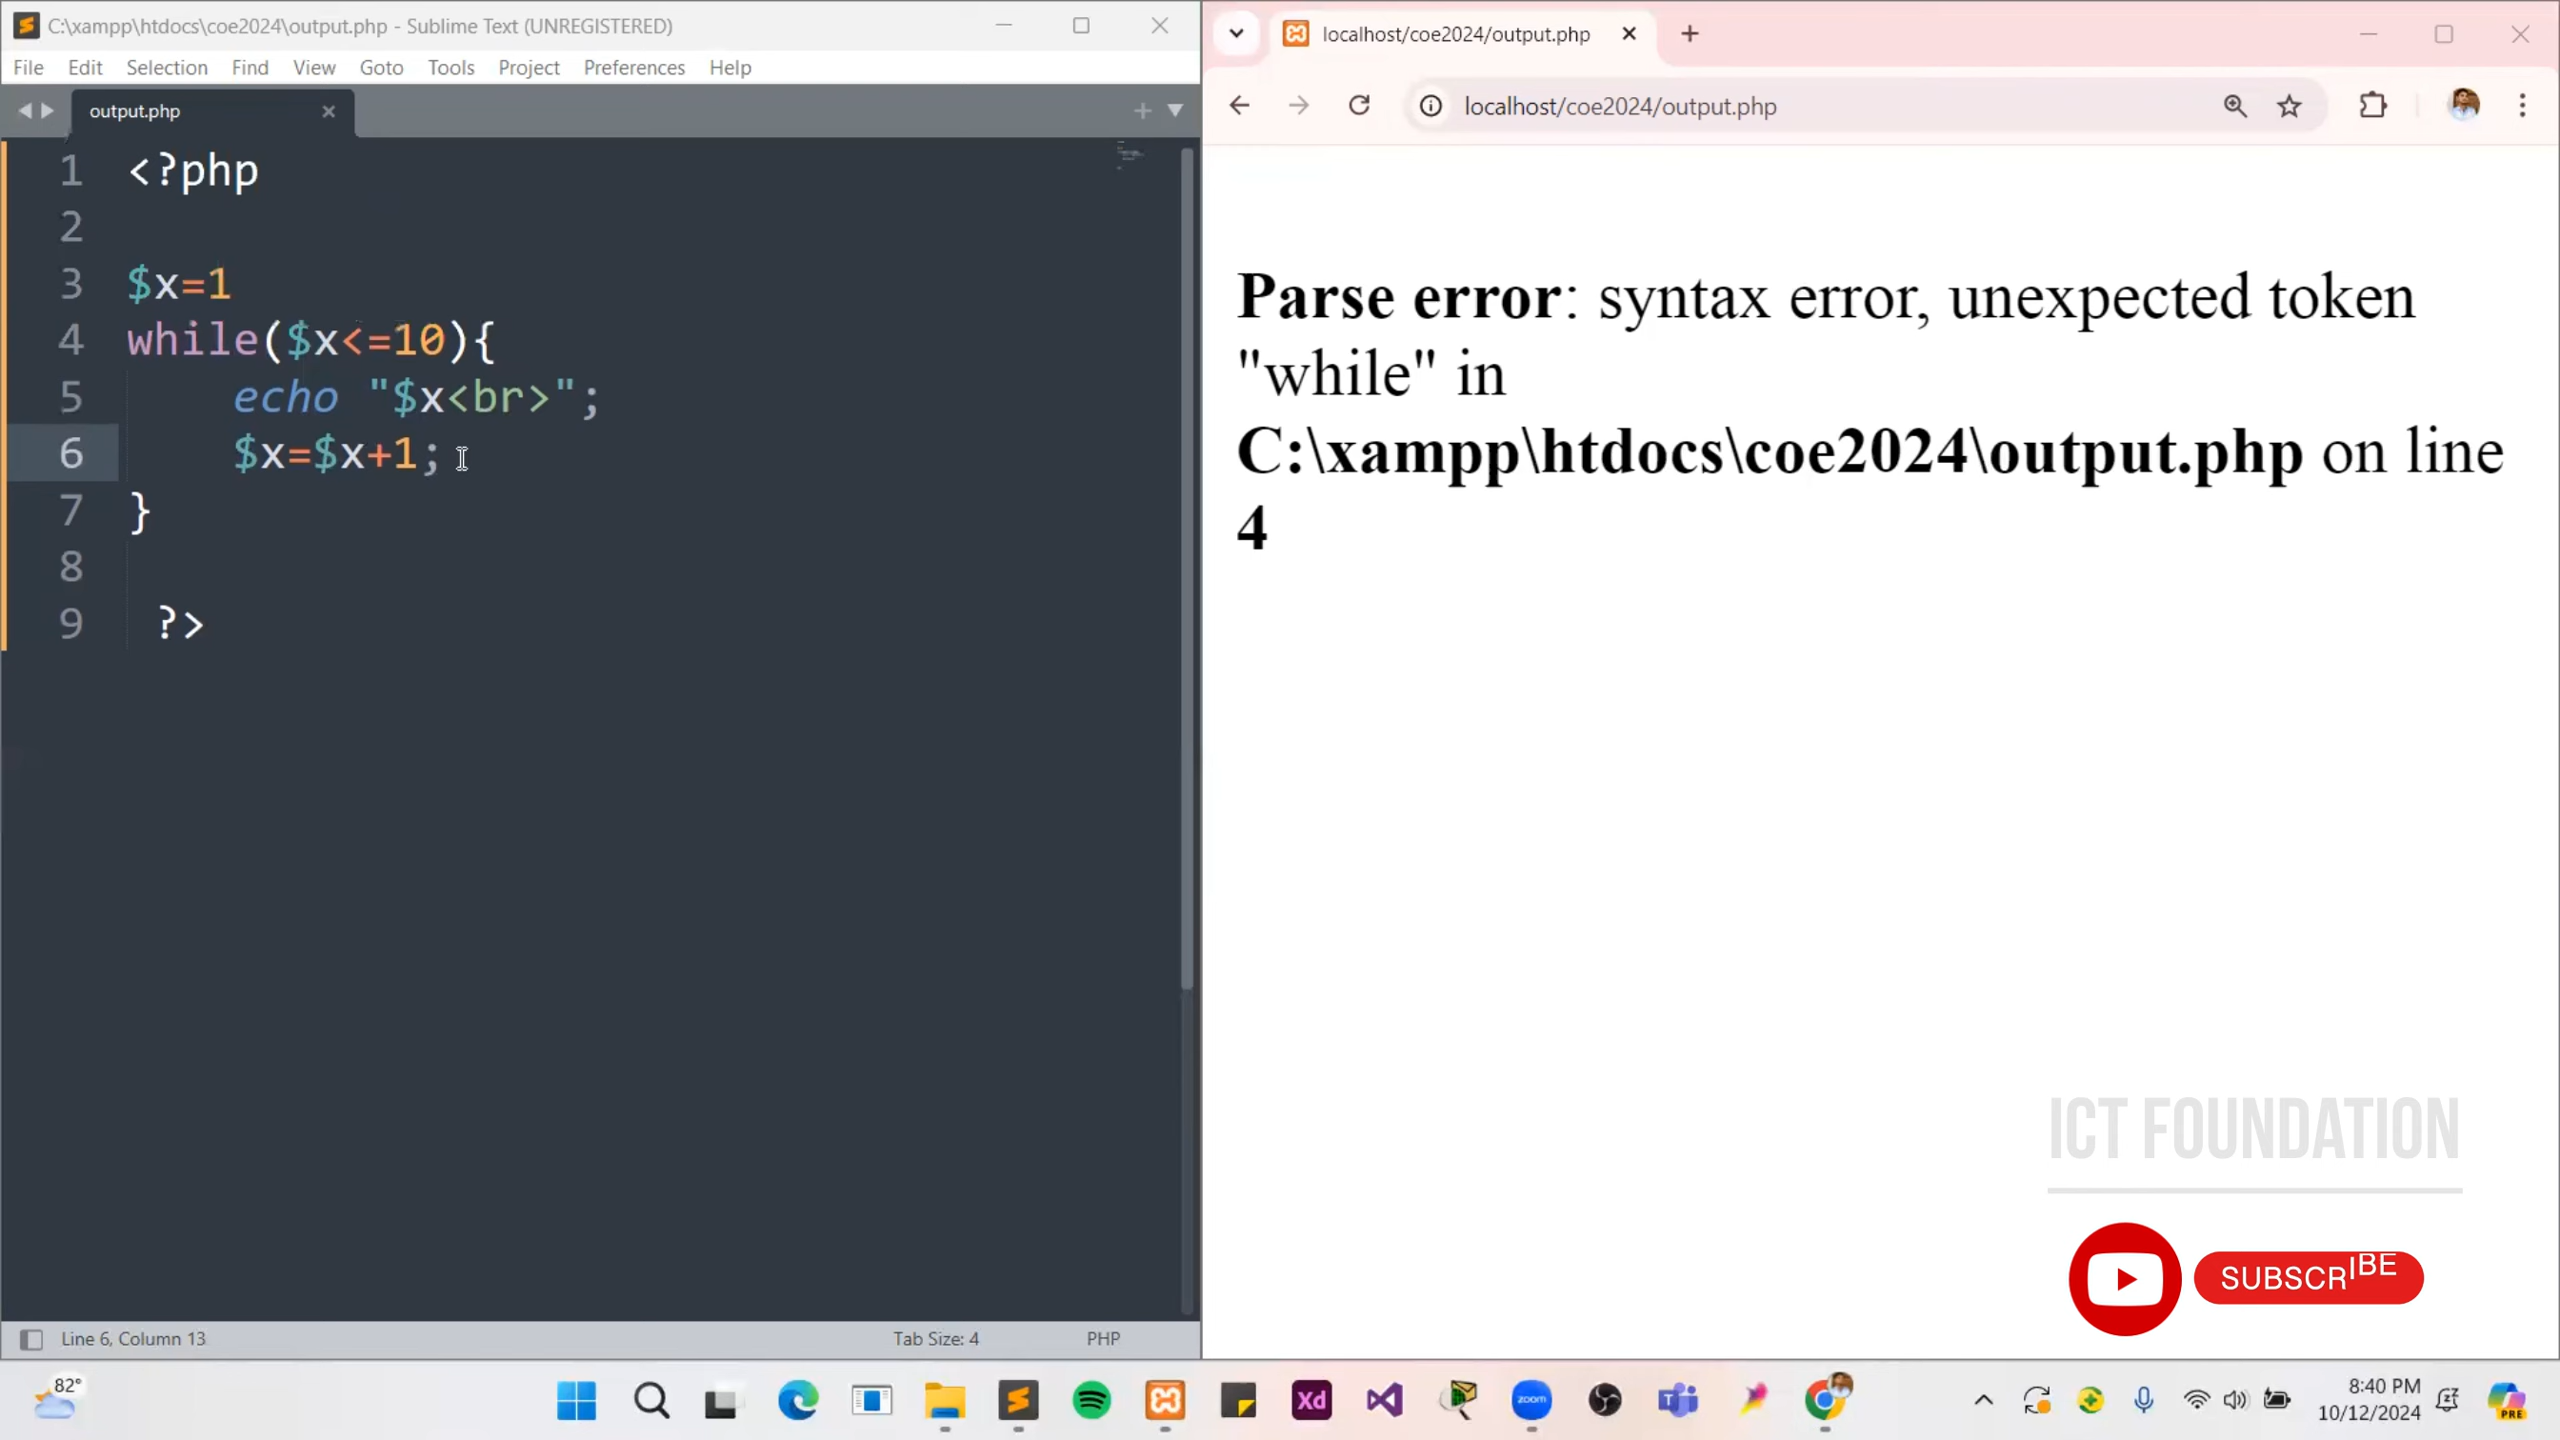 C:\xampp\htdocs\coe2024\output.php - Sublime Text (UNREGISTERED)
File Edit Selection Find View Goto Tools Project Preferences Help
output.php
1 <?php
2
3 $x=1
4 while($x<=10){
5 echo "$x<br>";
6 $x=$x+1;
7 }
8
9 ?>
Line 6, Column 13 Tab Size: 4 PHP
localhost/coe2024/output.php
localhost/coe2024/output.php
Parse error: syntax error, unexpected token
"while" in
C:\xampp\htdocs\coe2024\output.php on line
4
ICT FOUNDATION
SUBSCRIBE
82°
Xd
zoom
T
8:40 PM
10/12/2024
PRE